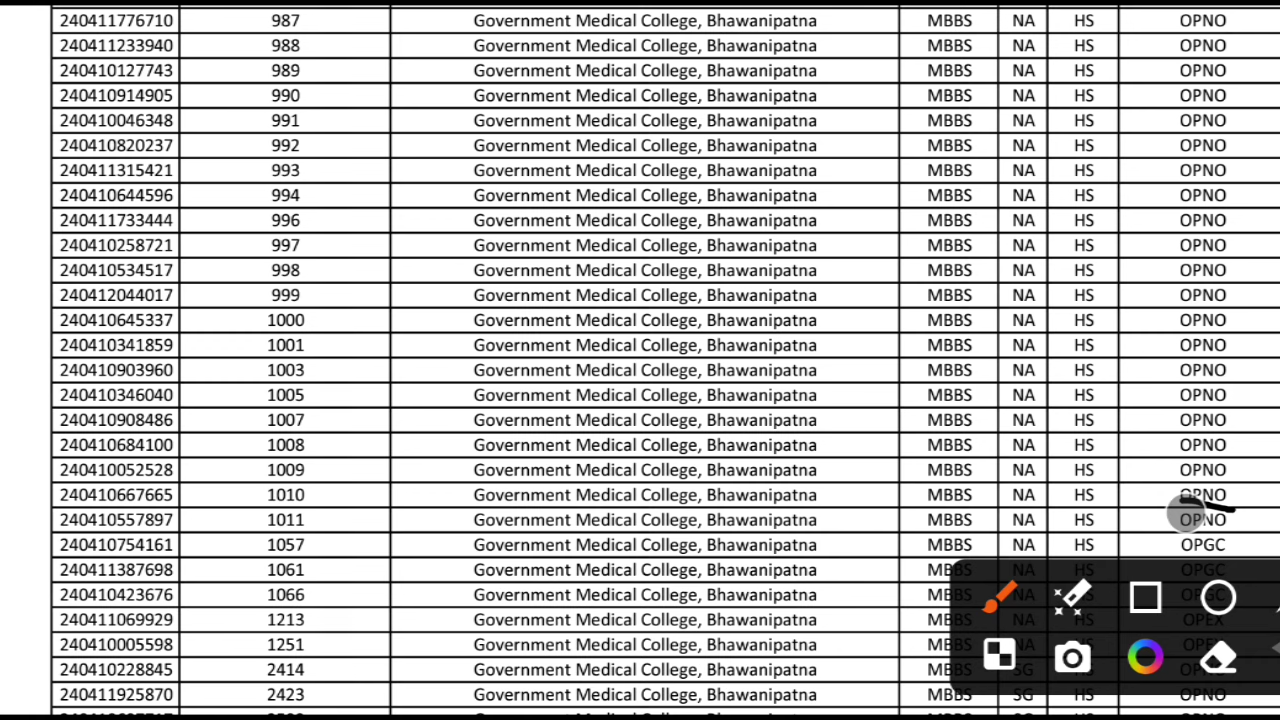 240411776710 987 Government Medical College, Bhawanipatna MBBS NA HS OPNO
240411233940 988 Government Medical College, Bhawanipatna MBBS NA HS OPNO
240410127743 989 Government Medical College, Bhawanipatna MBBS NA HS OPNO
240410914905 990 Government Medical College, Bhawanipatna MBBS NA HS OPNO
240410046348 991 Government Medical College, Bhawanipatna MBBS NA HS OPNO
240410820237 992 Government Medical College, Bhawanipatna MBBS NA HS OPNO
240411315421 993 Government Medical College, Bhawanipatna MBBS NA HS OPNO
240410644596 994 Government Medical College, Bhawanipatna MBBS NA HS OPNO
240411733444 996 Government Medical College, Bhawanipatna MBBS NA HS OPNO
240410258721 997 Government Medical College, Bhawanipatna MBBS NA HS OPNO
240410534517 998 Government Medical College, Bhawanipatna MBBS NA HS OPNO
240412044017 999 Government Medical College, Bhawanipatna MBBS NA HS OPNO
240410645337 1000 Government Medical College, Bhawanipatna MBBS NA HS OPNO
240410341859 1001 Government Medical College, Bhawanipatna MBBS NA HS OPNO
240410903960 1003 Government Medical College, Bhawanipatna MBBS NA HS OPNO
240410346040 1005 Government Medical College, Bhawanipatna MBBS NA HS OPNO
240410908486 1007 Government Medical College, Bhawanipatna MBBS NA HS OPNO
240410684100 1008 Government Medical College, Bhawanipatna MBBS NA HS OPNO
240410052528 1009 Government Medical College, Bhawanipatna MBBS NA HS OPNO
240410667665 1010 Government Medical College, Bhawanipatna MBBS NA HS OPNO
240410557897 1011 Government Medical College, Bhawanipatna MBBS NA HS OPNO
240410754161 1057 Government Medical College, Bhawanipatna MBBS NA HS OPGC
240411387698 1061 Government Medical College, Bhawanipatna MBBS NA HS OPGC
240410423676 1066 Government Medical College, Bhawanipatna MBBS NA
240411069929 1213 Government Medical College, Bhawanipatna MBBS NA HS OPEX
240410005598 1251 Government Medical College, Bhawanipatna MBBS NA
240410228845 2414 Government Medical College, Bhawanipatna MBBS SG HS
240411925870 2423 Government Medical College, Bhawanipatna MBBS SG HS OPNO